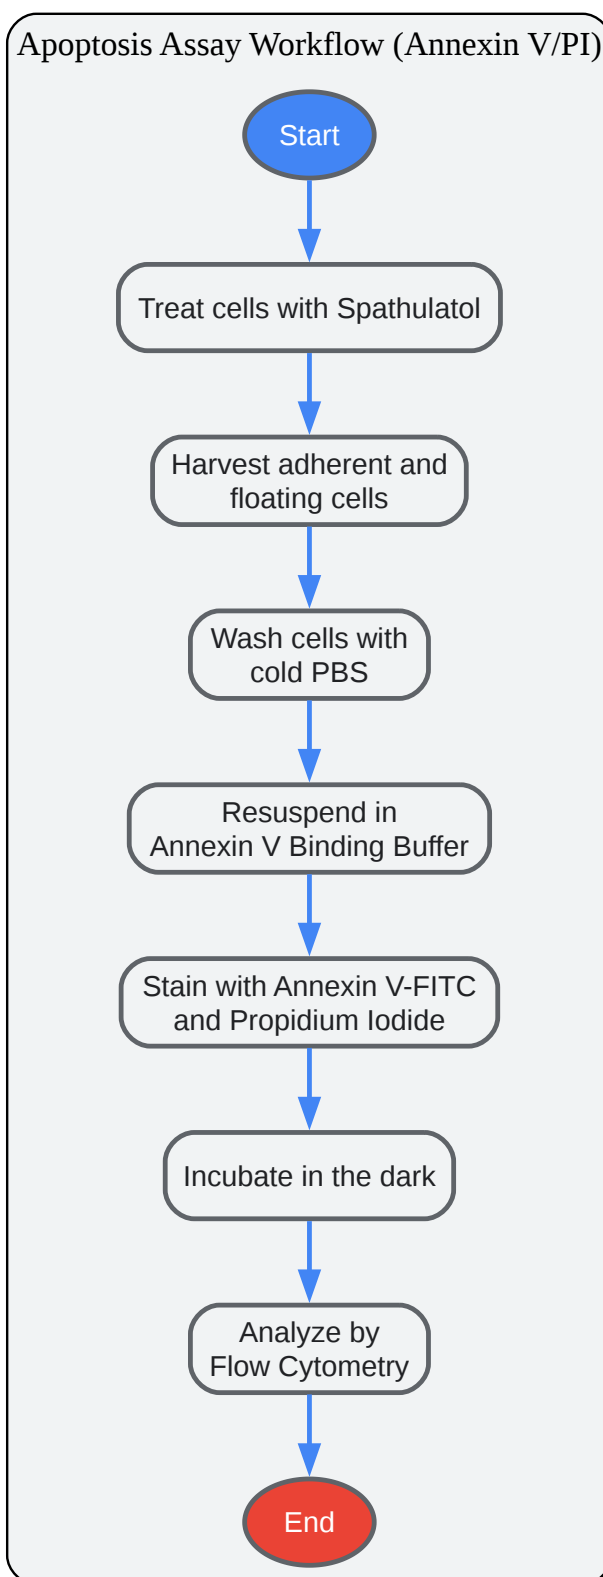 Apoptosis Assay Workflow (Annexin V/PI)
Start
Treat cells with Spathulatol
Harvest adherent and
floating cells
Wash cells with
cold PBS
Resuspend in
Annexin V Binding Buffer
Stain with Annexin V-FITC
and Propidium Iodide
Incubate in the dark
Analyze by
Flow Cytometry
End